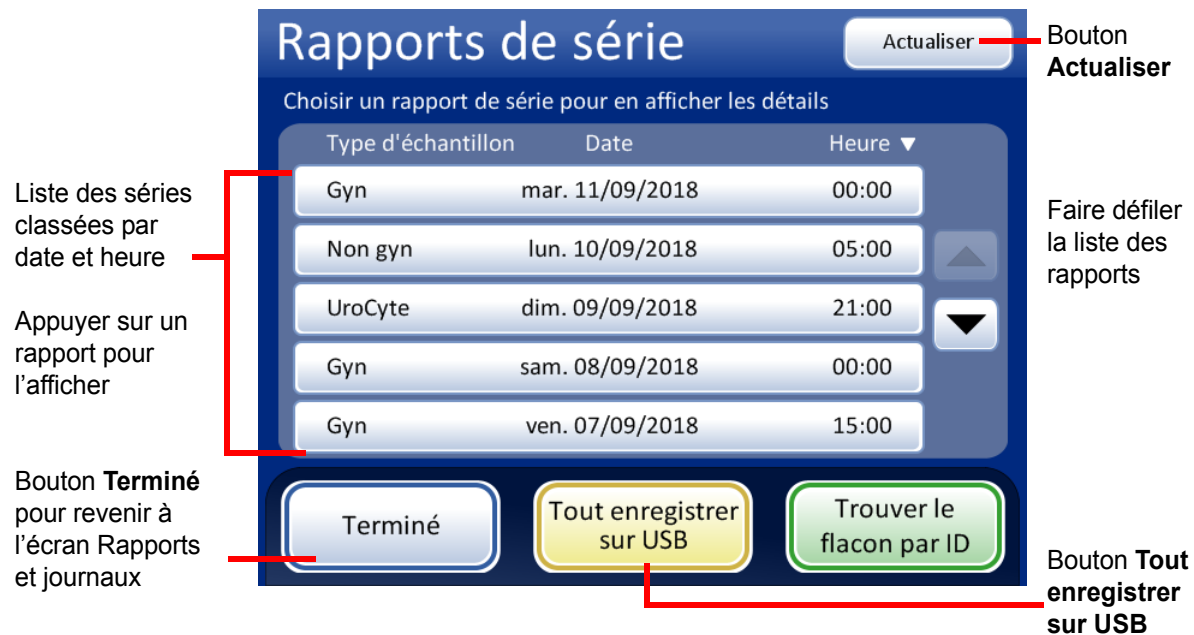 Rapports de série
Actualiser
Bouton
Actualiser
Choisir un rapport de série pour en afficher les détails
Type d'échantillon Date Heure ▼
Gyn mar. 11/09/2018 00:00
Non gyn lun. 10/09/2018 05:00
UroCyte dim. 09/09/2018 21:00
Gyn sam. 08/09/2018 00:00
Gyn ven. 07/09/2018 15:00
Liste des séries
classées par
date et heure
Appuyer sur un
rapport pour
l’afficher
Faire défiler
la liste des
rapports
Bouton Terminé
pour revenir à
l’écran Rapports
et journaux
Terminé
Tout enregistrer
sur USB
Trouver le
flacon par ID
Bouton Tout
enregistrer
sur USB